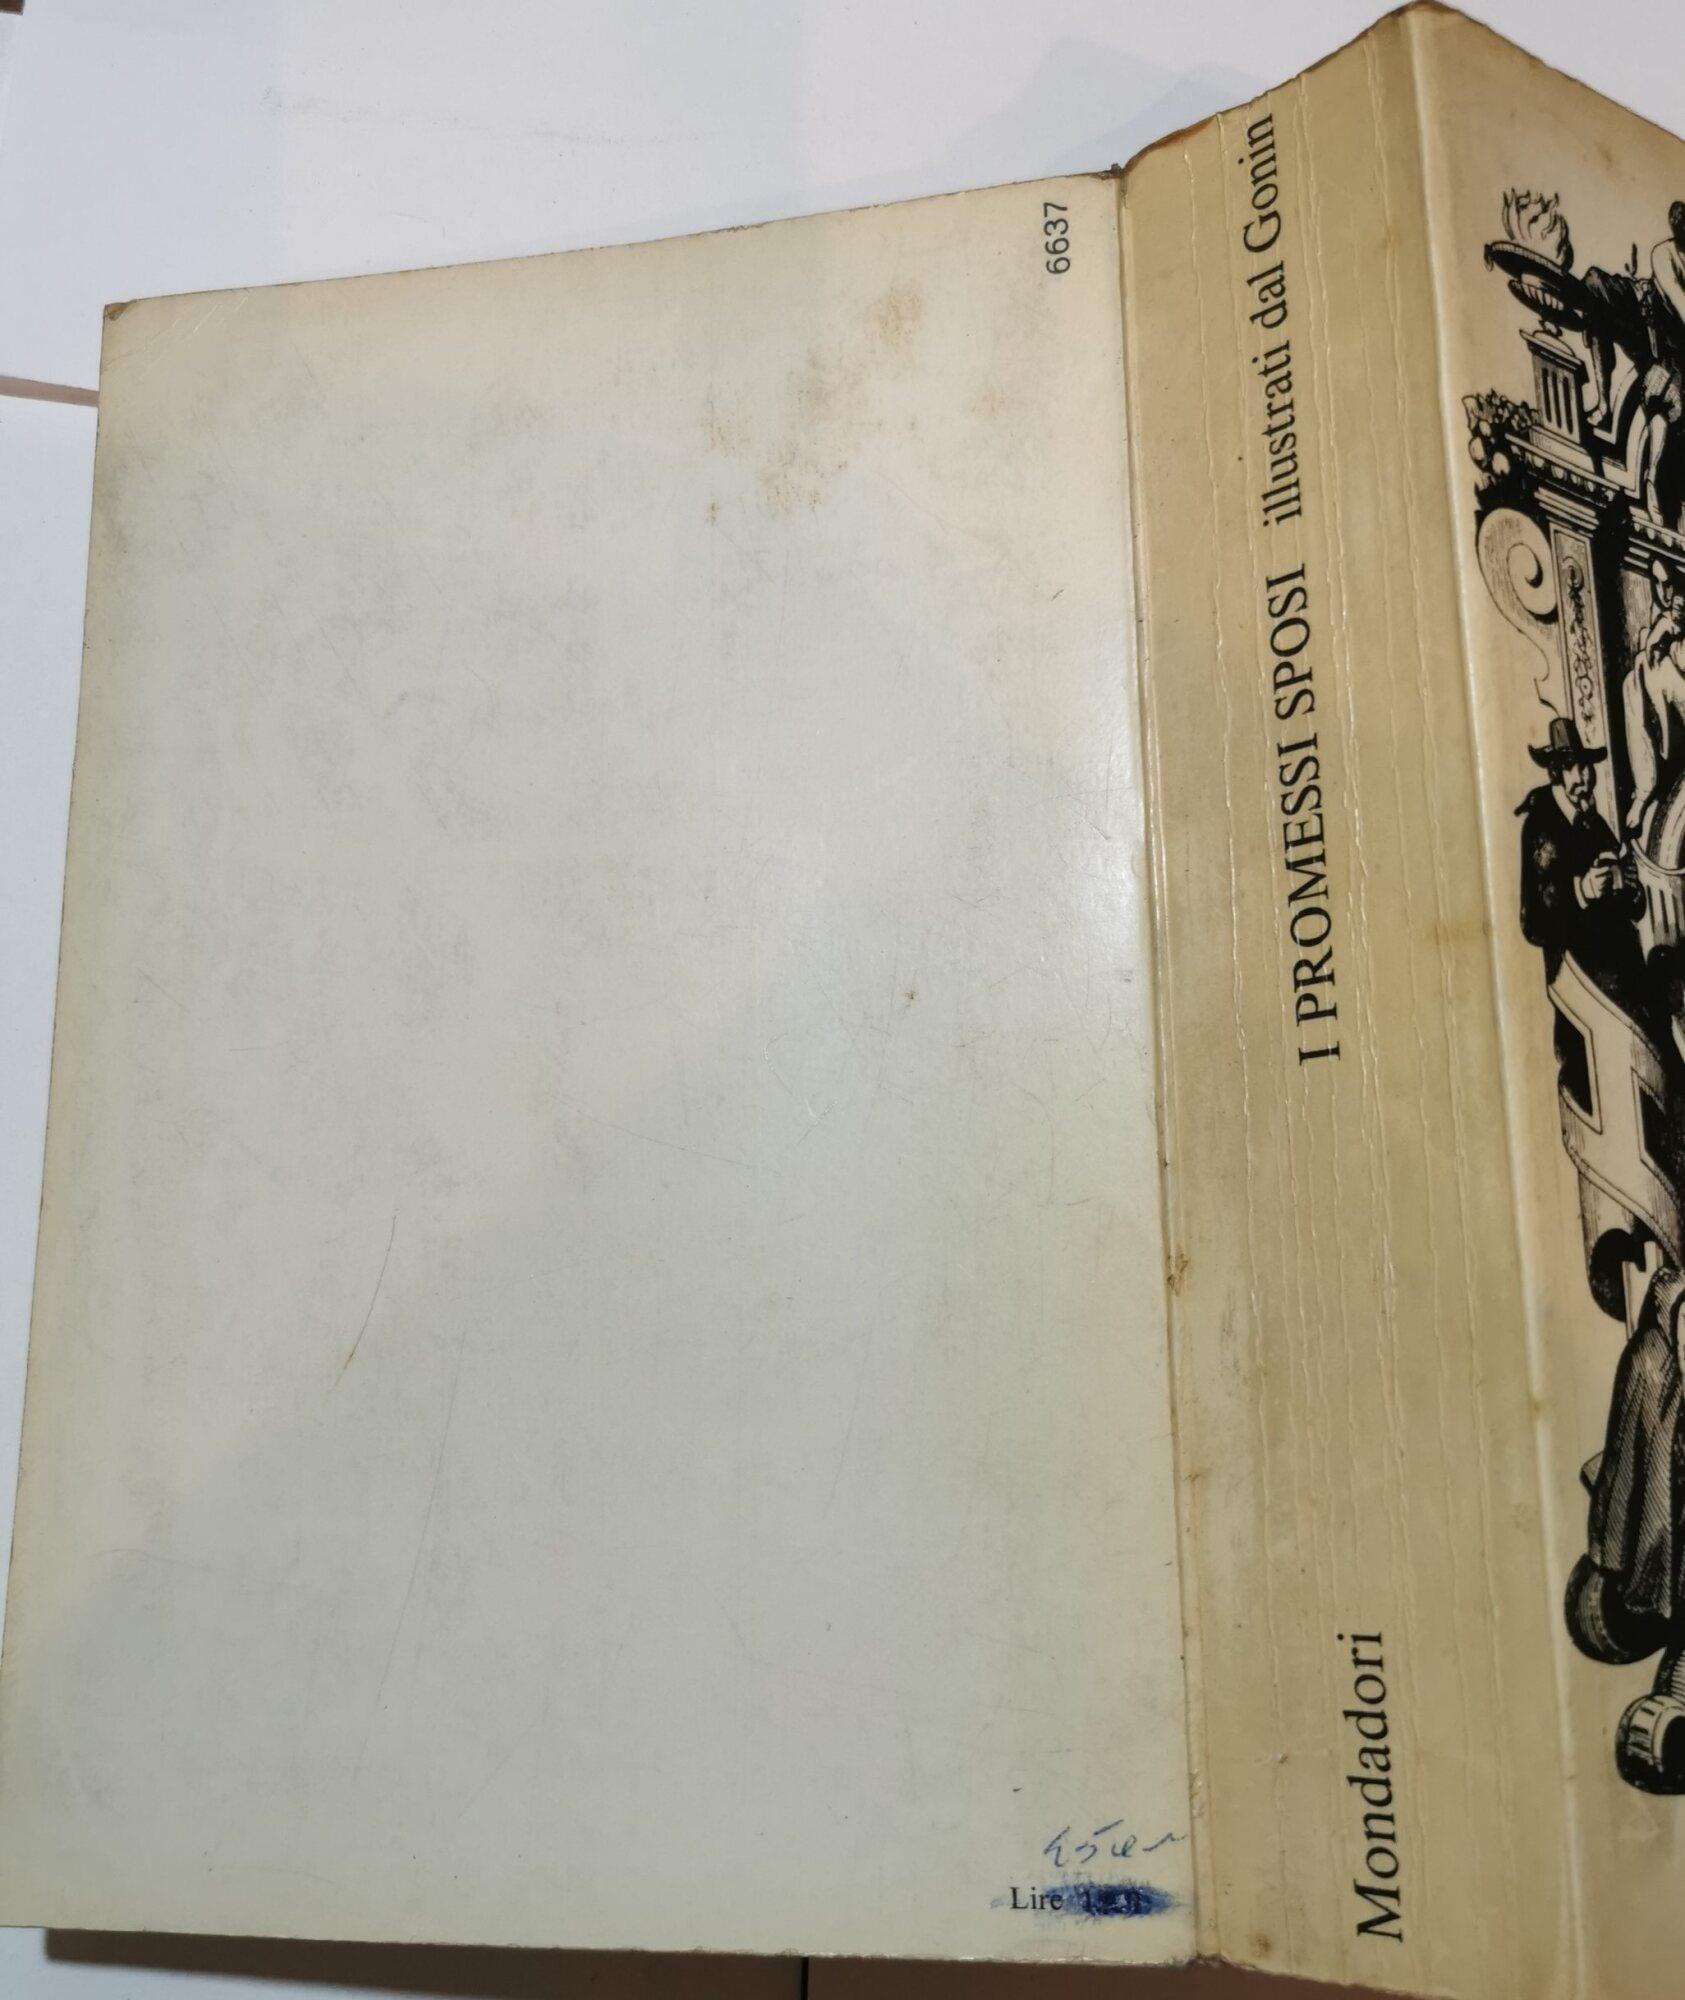 6637
I PROMESSI SPOSI illustrati dal Gonin
Mondadori
Lire